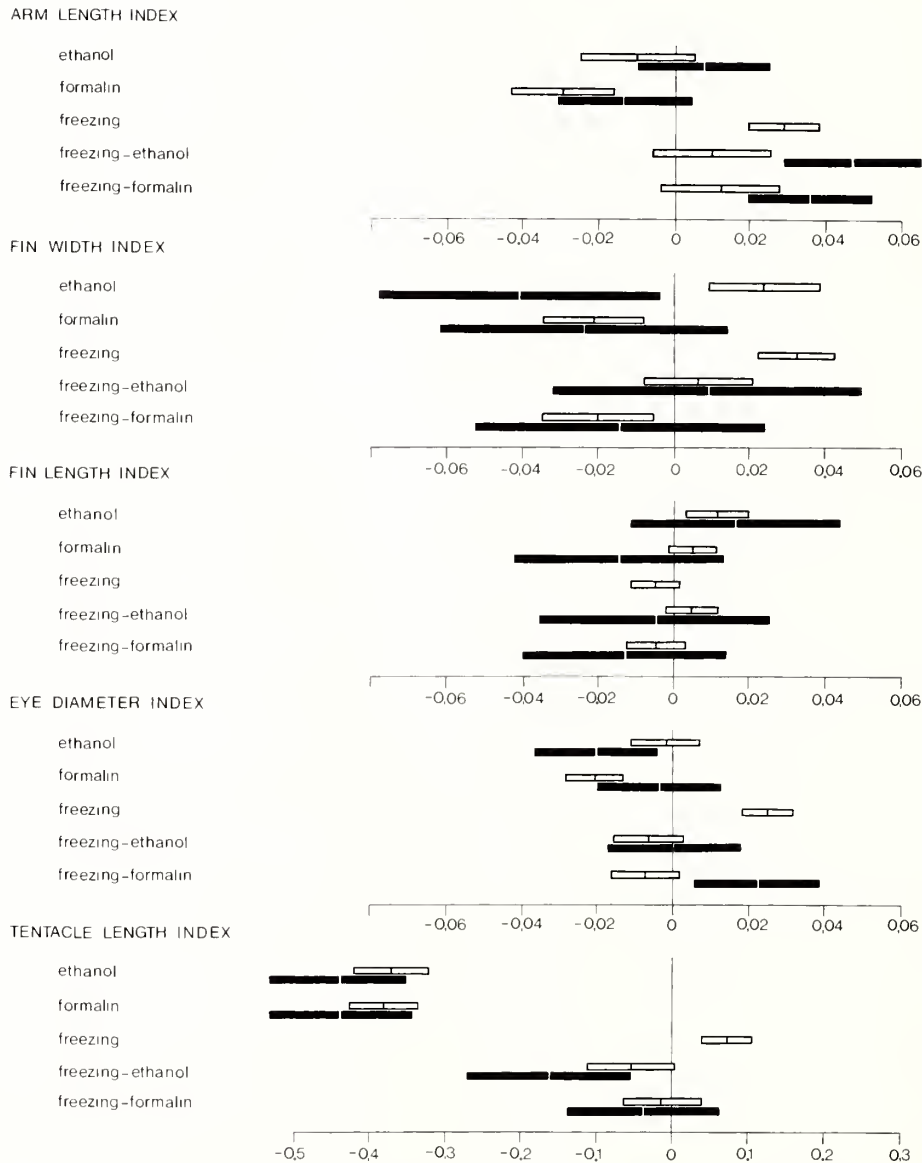 ARM LENGTH INDEX
ethanol
formalin
freezing
freezing-ethanol
freezing-formalin
-0.06 -0.04 -0.02 0 0.02 0.04 0.06
FIN WIDTH INDEX
ethanol
formalin
freezing
freezing-ethanol
freezing-formalin
-0.06 -0.04 -0.02 0 0.02 0.04 0.06
FIN LENGTH INDEX
ethanol
formalin
freezing
freezing-ethanol
freezing-formalin
-0.06 -0.04 -0.02 0 0.02 0.04 0.06
EYE DIAMETER INDEX
ethanol
formalin
freezing
freezing-ethanol
freezing-formalin
-0.06 -0.04 -0.02 0 0.02 0.04 0.06
TENTACLE LENGTH INDEX
ethanol
formalin
freezing
freezing-ethanol
freezing-formalin
-0.5 -0.4 -0.3 -0.2 -0.1 0 0.1 0.2 0.3